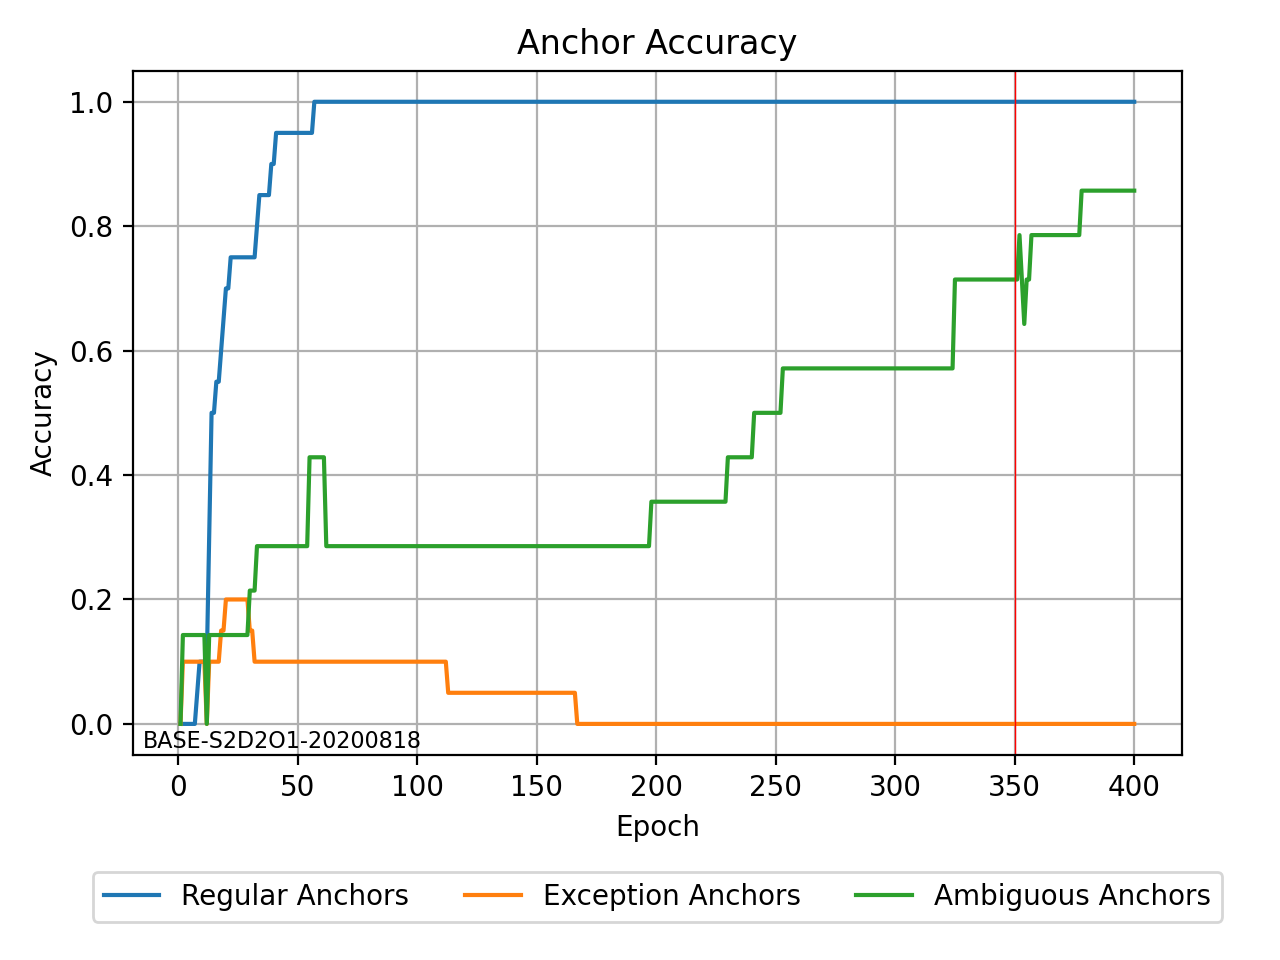 Anchor Accuracy
1.0
0.8
0.6
0.4
0.2
0.0
Accuracy
BASE-S2D2O1-20200818
0 50 100 150 200 250 300 350 400
Epoch
Regular Anchors Exception Anchors Ambiguous Anchors